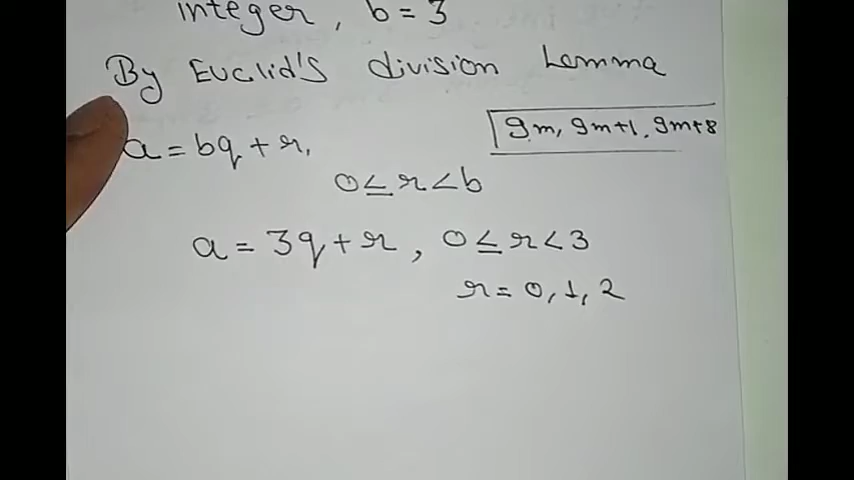 integer, b = 3
By Euclid's division Lemma
a = bq + r,
9m, 9m+1, 9m+8
0 ≤ r < b
a = 3q + r, 0 ≤ r < 3
r = 0, 1, 2